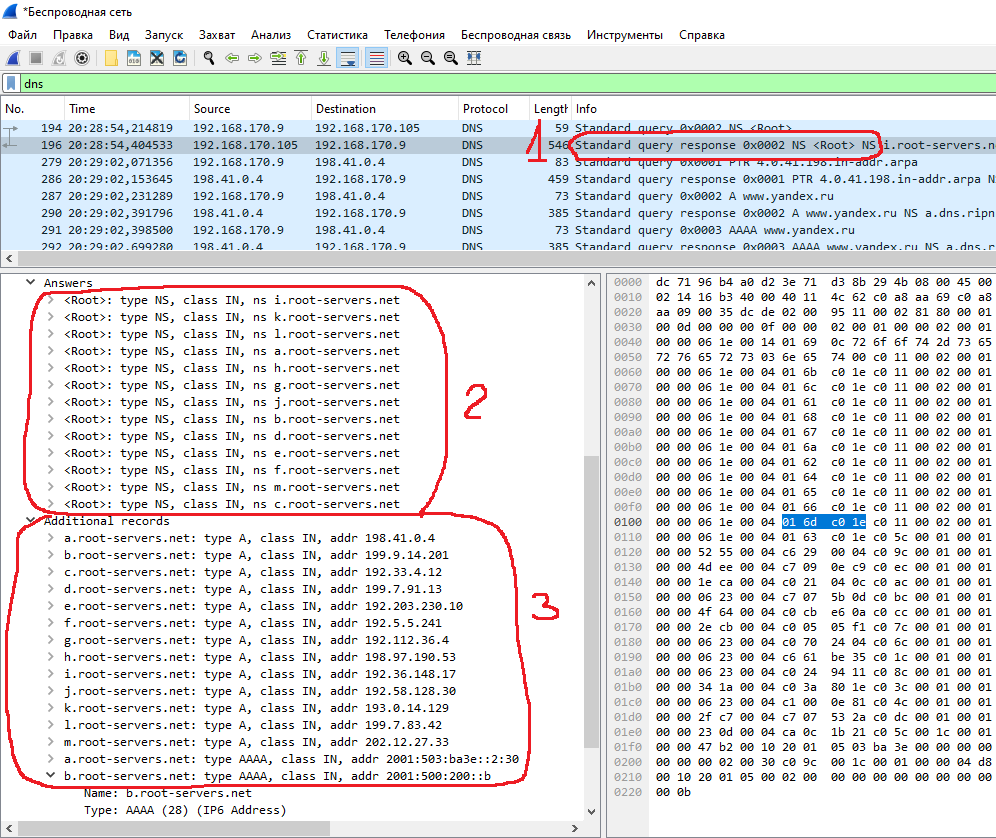 *Беспроводная сеть
Файл Правка Вид Запуск Захват Анализ Статистика Телефония Беспроводная связь Инструменты Справка
dns
No. Time Source Destination Protocol Length Info
194 20:28:54,214819 192.168.170.9 192.168.170.105 DNS 59 Standard query 0x0002 NS <Root>
196 20:28:54,404533 192.168.170.105 192.168.170.9 DNS 546 Standard query response 0x0002 NS <Root> NS i.root-servers.ne
279 20:29:02,071356 192.168.170.9 198.41.0.4 DNS 83 Standard query 0x0001 PTR 4.0.41.198.in-addr.arpa
286 20:29:02,153645 198.41.0.4 192.168.170.9 DNS 459 Standard query response 0x0001 PTR 4.0.41.198.in-addr.arpa N
287 20:29:02,231289 192.168.170.9 198.41.0.4 DNS 73 Standard query 0x0002 A www.yandex.ru
290 20:29:02,391796 198.41.0.4 192.168.170.9 DNS 385 Standard query response 0x0002 A www.yandex.ru NS a.dns.ripn
291 20:29:02,398500 192.168.170.9 198.41.0.4 DNS 73 Standard query 0x0003 AAAA www.yandex.ru
292 20:29:02,699280 198.41.0.4 192.168.170.9 DNS 385 Standard query response 0x0003 AAAA www.yandex.ru NS a.dns.r
1
Answers
<Root>: type NS, class IN, ns i.root-servers.net
<Root>: type NS, class IN, ns k.root-servers.net
<Root>: type NS, class IN, ns l.root-servers.net
<Root>: type NS, class IN, ns a.root-servers.net
<Root>: type NS, class IN, ns h.root-servers.net
<Root>: type NS, class IN, ns g.root-servers.net
<Root>: type NS, class IN, ns j.root-servers.net
<Root>: type NS, class IN, ns b.root-servers.net
<Root>: type NS, class IN, ns d.root-servers.net
<Root>: type NS, class IN, ns e.root-servers.net
<Root>: type NS, class IN, ns f.root-servers.net
<Root>: type NS, class IN, ns m.root-servers.net
<Root>: type NS, class IN, ns c.root-servers.net
2
Additional records
a.root-servers.net: type A, class IN, addr 198.41.0.4
b.root-servers.net: type A, class IN, addr 199.9.14.201
c.root-servers.net: type A, class IN, addr 192.33.4.12
d.root-servers.net: type A, class IN, addr 199.7.91.13
e.root-servers.net: type A, class IN, addr 192.203.230.10
f.root-servers.net: type A, class IN, addr 192.5.5.241
g.root-servers.net: type A, class IN, addr 192.112.36.4
h.root-servers.net: type A, class IN, addr 198.97.190.53
i.root-servers.net: type A, class IN, addr 192.36.148.17
j.root-servers.net: type A, class IN, addr 192.58.128.30
k.root-servers.net: type A, class IN, addr 193.0.14.129
l.root-servers.net: type A, class IN, addr 199.7.83.42
m.root-servers.net: type A, class IN, addr 202.12.27.33
a.root-servers.net: type AAAA, class IN, addr 2001:503:ba3e::2:30
b.root-servers.net: type AAAA, class IN, addr 2001:500:200::b
Name: b.root-servers.net
Type: AAAA (28) (IP6 Address)
3
0000 dc 71 96 b4 a0 d2 3e 71 d3 8b 29 4b 08 00 45 00
0010 02 14 16 b3 40 00 40 11 4c 62 c0 a8 aa 69 c0 a8
0020 aa 09 00 35 dc de 02 00 95 11 00 02 81 80 00 01
0030 00 0d 00 00 00 0f 00 00 02 00 01 00 00 02 00 01
0040 00 00 06 1e 00 14 01 69 0c 72 6f 6f 74 2d 73 65
0050 72 76 65 72 73 03 6e 65 74 00 c0 11 00 02 00 01
0060 00 00 06 1e 00 04 01 6b c0 1e c0 11 00 02 00 01
0070 00 00 06 1e 00 04 01 6c c0 1e c0 11 00 02 00 01
0080 00 00 06 1e 00 04 01 61 c0 1e c0 11 00 02 00 01
0090 00 00 06 1e 00 04 01 68 c0 1e c0 11 00 02 00 01
00a0 00 00 06 1e 00 04 01 67 c0 1e c0 11 00 02 00 01
00b0 00 00 06 1e 00 04 01 6a c0 1e c0 11 00 02 00 01
00c0 00 00 06 1e 00 04 01 62 c0 1e c0 11 00 02 00 01
00d0 00 00 06 1e 00 04 01 64 c0 1e c0 11 00 02 00 01
00e0 00 00 06 1e 00 04 01 65 c0 1e c0 11 00 02 00 01
00f0 00 00 06 1e 00 04 01 66 c0 1e c0 11 00 02 00 01
0100 00 00 06 1e 00 04 01 6d c0 1e c0 11 00 02 00 01
0110 00 00 06 1e 00 04 01 63 c0 1e c0 5c 00 01 00 01
0120 00 00 52 55 00 04 c6 29 00 04 c0 9c 00 01 00 01
0130 00 00 4d ee 00 04 c7 09 0e c9 c0 ec 00 01 00 01
0140 00 00 1e ca 00 04 c0 21 04 0c c0 ac 00 01 00 01
0150 00 00 06 23 00 04 c7 07 5b 0d c0 bc 00 01 00 01
0160 00 00 4f 64 00 04 c0 cb e6 0a c0 cc 00 01 00 01
0170 00 00 2e cb 00 04 c0 05 05 f1 c0 7c 00 01 00 01
0180 00 00 06 23 00 04 c0 70 24 04 c0 6c 00 01 00 01
0190 00 00 06 23 00 04 c6 61 be 35 c0 1c 00 01 00 01
01a0 00 00 06 23 00 04 c0 24 94 11 c0 8c 00 01 00 01
01b0 00 00 34 1a 00 04 c0 3a 80 1e c0 3c 00 01 00 01
01c0 00 00 06 23 00 04 c1 00 0e 81 c0 4c 00 01 00 01
01d0 00 00 2f c7 00 04 c7 07 53 2a c0 dc 00 01 00 01
01e0 00 00 23 0d 00 04 ca 0c 1b 21 c0 5c 00 1c 00 01
01f0 00 00 47 b2 00 10 20 01 05 03 ba 3e 00 00 00 00
0200 00 00 00 02 00 30 c0 9c 00 1c 00 01 00 00 04 d8
0210 00 10 20 01 05 00 02 00 00 00 00 00 00 00 00 00
0220 00 0b